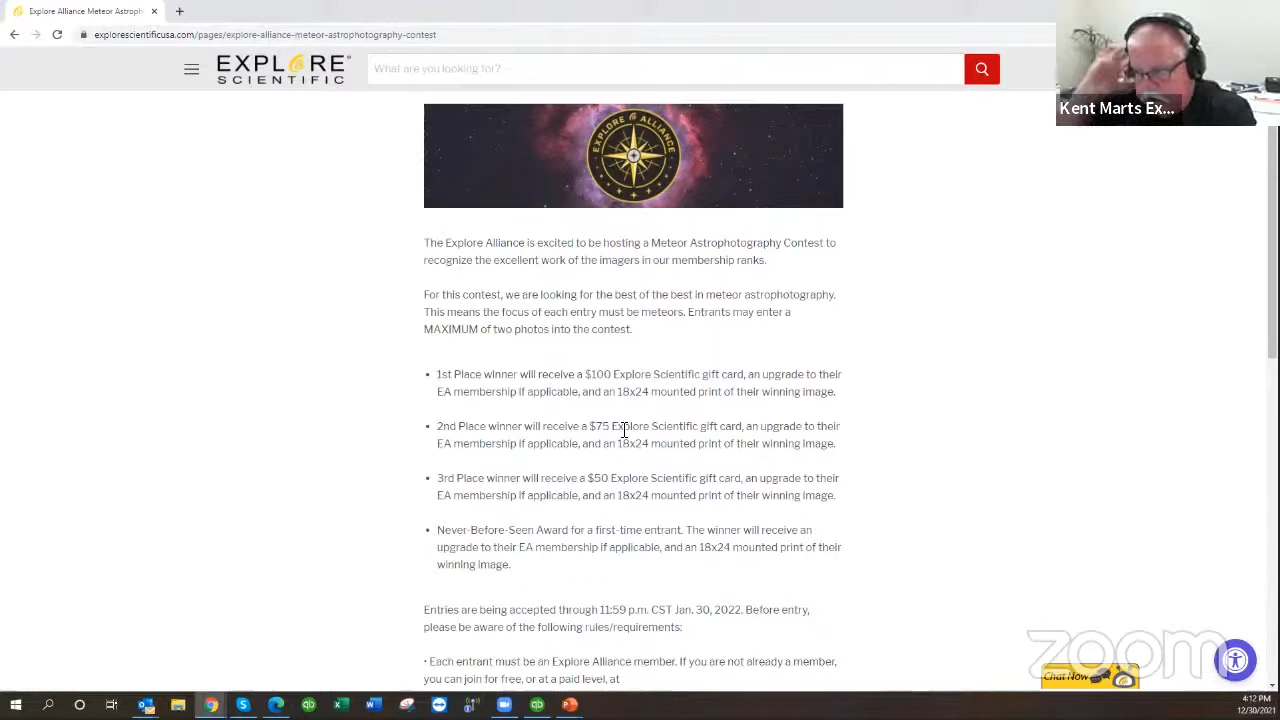 Explore Alliance Meteor Astroph
explorescientificusa.com/pages/explore-alliance-meteor-astrophotography-contest
EXPLORE
SCIENTIFIC
What are you looking for?
Kent Marts Ex...
EXPLORE ALLIANCE
The Explore Alliance is excited to be hosting a Meteor Astrophotography Contest to
recognize the excellent work of the imagers in our membership ranks.
For this contest, we are looking for the best of the best in meteor astrophotography.
This means the focus of each entry must be meteors. Entrants may enter a
MAXIMUM of two photos into the contest.
• 1st Place winner will receive a $100 Explore Scientific gift card, an upgrade to their
EA membership if applicable, and an 18x24 mounted print of their winning image.
• 2nd Place winner will receive a $75 Explore Scientific gift card, an upgrade to their
EA membership if applicable, and an 18x24 mounted print of their winning image.
• 3rd Place winner will receive a $50 Explore Scientific gift card, an upgrade to their
EA membership if applicable, and an 18x24 mounted print of their winning image.
• Never-Before-Seen Award for a first-time entrant. The winner will receive an
upgrade to their EA membership if applicable, and an 18x24 mounted print of their
winning image.
Entries are being accepted through 11:59 p.m. CST Jan. 30, 2022. Before entry,
please be aware of the following rules/requirements:
• Each entrant must be an Explore Alliance member. If you are not already a member,
you can join for free, or at a paid level, at
zoom
Chat Now
4:12 PM
12/30/2021